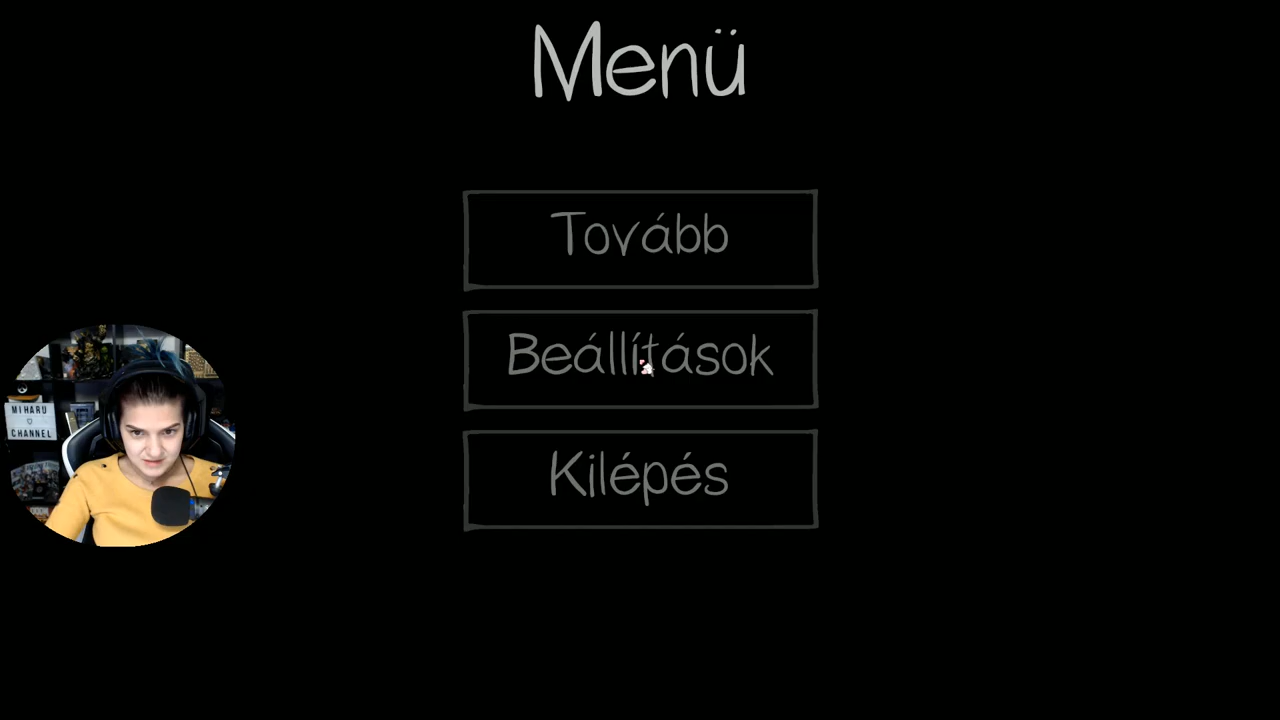 Menü
Tovább
Beállítások
Kilépés
MIHARU
CHANNEL